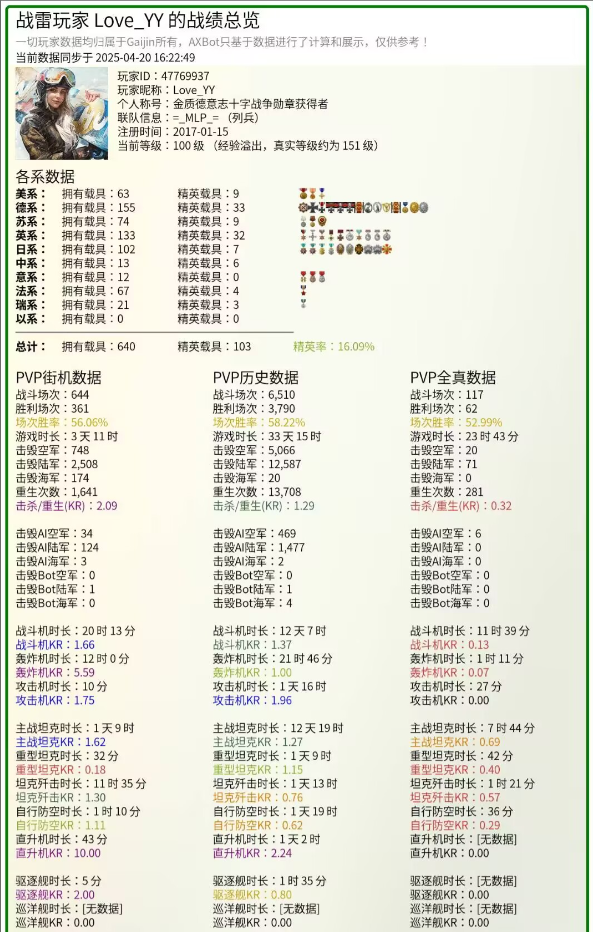 战雷玩家 Love_YY 的战绩总览
一切玩家数据均归属于Gaijin所有，AXBot只基于数据进行了计算和展示，仅供参考！
当前数据同步于 2025-04-20 16:22:49
玩家ID：47769937
玩家昵称：Love_YY
个人称号：金质德意志十字战争勋章获得者
联队信息：=_MLP_= （列兵）
注册时间：2017-01-15
当前等级：100 级 （经验溢出，真实等级约为 151 级）
各系数据
美系： 拥有载具：63 精英载具：9
德系： 拥有载具：155 精英载具：33
苏系： 拥有载具：74 精英载具：9
英系： 拥有载具：133 精英载具：32
日系： 拥有载具：102 精英载具：7
中系： 拥有载具：13 精英载具：6
意系： 拥有载具：12 精英载具：0
法系： 拥有载具：67 精英载具：4
瑞系： 拥有载具：21 精英载具：3
以系： 拥有载具：0 精英载具：0
总计： 拥有载具：640 精英载具：103 精英率：16.09%
PVP街机数据
战斗场次：644
胜利场次：361
场次胜率：56.06%
游戏时长：3 天 11 时
击毁空军：748
击毁陆军：2,508
击毁海军：174
重生次数：1,641
击杀/重生(KR)：2.09
击毁AI空军：34
击毁AI陆军：124
击毁AI海军：3
击毁Bot空军：0
击毁Bot陆军：1
击毁Bot海军：0
战斗机时长：20 时 13 分
战斗机KR：1.66
轰炸机时长：12 时 0 分
轰炸机KR：5.59
攻击机时长：10 分
攻击机KR：1.75
主战坦克时长：1 天 9 时
主战坦克KR：1.62
重型坦克时长：32 分
重型坦克KR：0.18
坦克歼击时长：11 时 35 分
坦克歼击KR：1.30
自行防空时长：1 时 10 分
自行防空KR：1.11
直升机时长：43 分
直升机KR：10.00
驱逐舰时长：5 分
驱逐舰KR：2.00
巡洋舰时长：[无数据]
巡洋舰KR：0.00
PVP历史数据
战斗场次：6,510
胜利场次：3,790
场次胜率：58.22%
游戏时长：33 天 15 时
击毁空军：5,066
击毁陆军：12,587
击毁海军：20
重生次数：13,708
击杀/重生(KR)：1.29
击毁AI空军：469
击毁AI陆军：1,477
击毁AI海军：2
击毁Bot空军：0
击毁Bot陆军：1
击毁Bot海军：4
战斗机时长：12 天 7 时
战斗机KR：1.37
轰炸机时长：21 时 46 分
轰炸机KR：1.00
攻击机时长：1 天 16 时
攻击机KR：1.96
主战坦克时长：12 天 19 时
主战坦克KR：1.27
重型坦克时长：1 天 9 时
重型坦克KR：1.15
坦克歼击时长：1 天 13 时
坦克歼击KR：0.76
自行防空时长：1 天 19 时
自行防空KR：0.62
直升机时长：1 天 2 时
直升机KR：2.24
驱逐舰时长：1 时 35 分
驱逐舰KR：0.80
巡洋舰时长：[无数据]
巡洋舰KR：0.00
PVP全真数据
战斗场次：117
胜利场次：62
场次胜率：52.99%
游戏时长：23 时 43 分
击毁空军：20
击毁陆军：71
击毁海军：0
重生次数：281
击杀/重生(KR)：0.32
击毁AI空军：6
击毁AI陆军：0
击毁AI海军：0
击毁Bot空军：0
击毁Bot陆军：0
击毁Bot海军：0
战斗机时长：11 时 39 分
战斗机KR：0.13
轰炸机时长：1 时 11 分
轰炸机KR：0.07
攻击机时长：27 分
攻击机KR：0.00
主战坦克时长：7 时 44 分
主战坦克KR：0.69
重型坦克时长：42 分
重型坦克KR：0.40
坦克歼击时长：1 时 21 分
坦克歼击KR：0.57
自行防空时长：36 分
自行防空KR：0.29
直升机时长：[无数据]
直升机KR：0.00
驱逐舰时长：[无数据]
驱逐舰KR：0.00
巡洋舰时长：[无数据]
巡洋舰KR：0.00